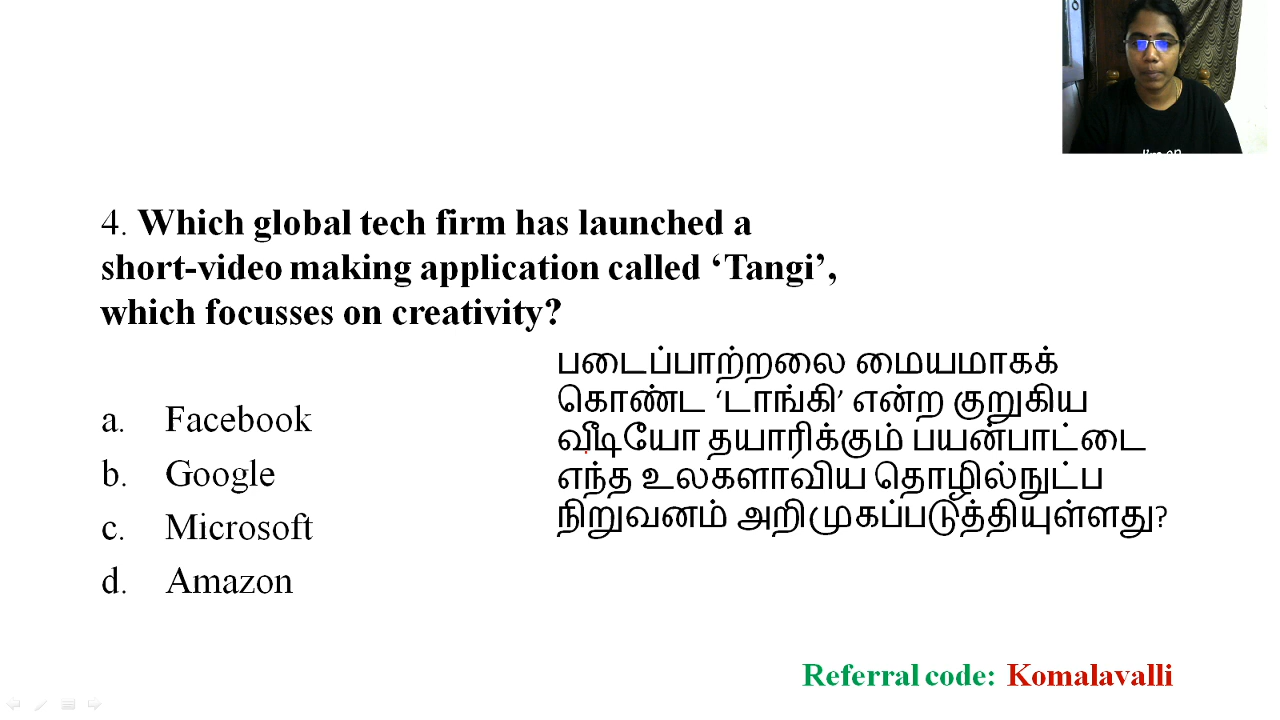 4. Which global tech firm has launched a
short-video making application called ‘Tangi’,
which focusses on creativity?
a. Facebook
b. Google
c. Microsoft
d. Amazon
படைப்பாற்றலை மையமாகக்
கொண்ட ‘டாங்கி’ என்ற குறுகிய
வீடியோ தயாரிக்கும் பயன்பாட்டை
எந்த உலகளாவிய தொழில்நுட்ப
நிறுவனம் அறிமுகப்படுத்தியுள்ளது?
Referral code: Komalavalli